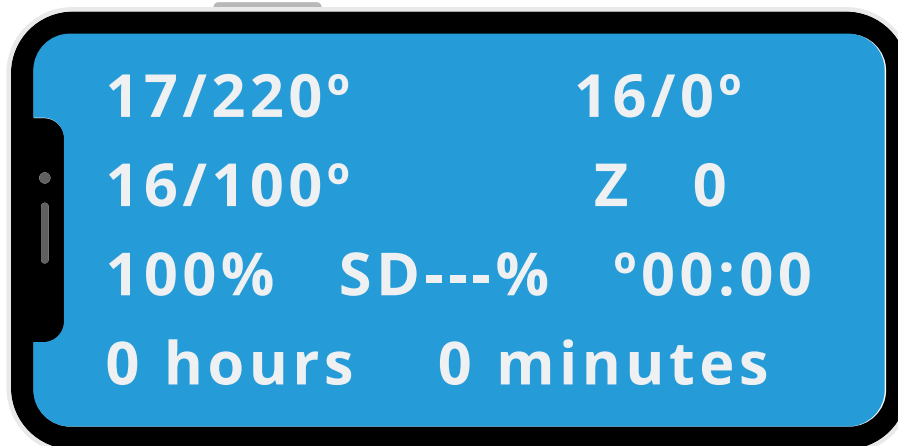 17/220º 16/0º
16/100º Z 0
100% SD---% º00:00
0 hours 0 minutes